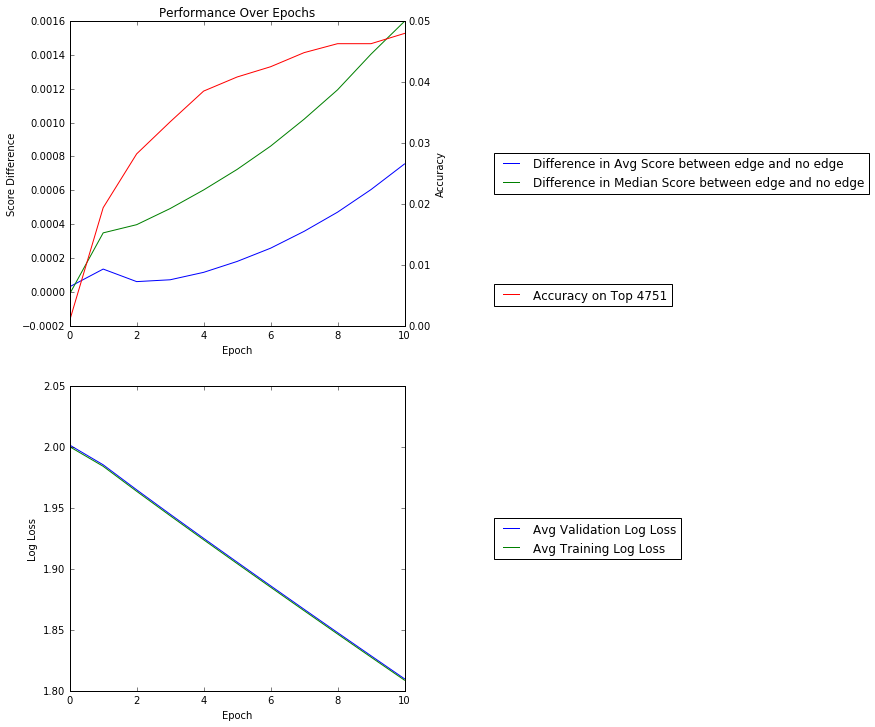 Performance Over Epochs
0.0016
0.0014
0.0012
0.0010
0.0008
0.0006
0.0004
0.0002
0.0000
−0.0002
Score Difference
0.05
0.04
0.03
0.02
0.01
0.00
Accuracy
0 2 4 6 8 10
Epoch
Difference in Avg Score between edge and no edge
Difference in Median Score between edge and no edge
Accuracy on Top 4751
2.05
2.00
1.95
1.90
1.85
1.80
Log Loss
0 2 4 6 8 10
Epoch
Avg Validation Log Loss
Avg Training Log Loss